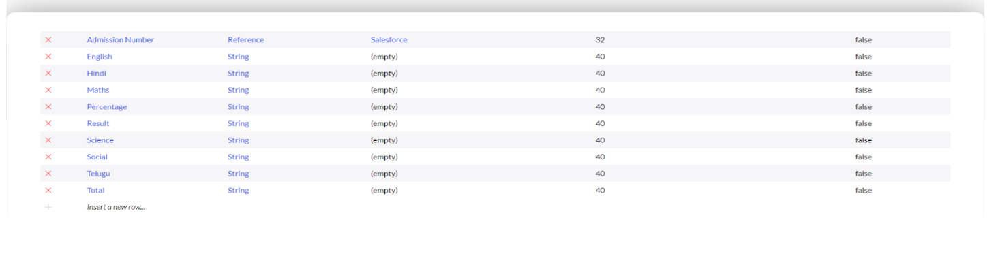 Admission Number Reference Salesforce 32 false
English String (empty) 40 false
Hindi String (empty) 40 false
Maths String (empty) 40 false
Percentage String (empty) 40 false
Result String (empty) 40 false
Science String (empty) 40 false
Social String (empty) 40 false
Telugu String (empty) 40 false
Total String (empty) 40 false
Insert a new row...